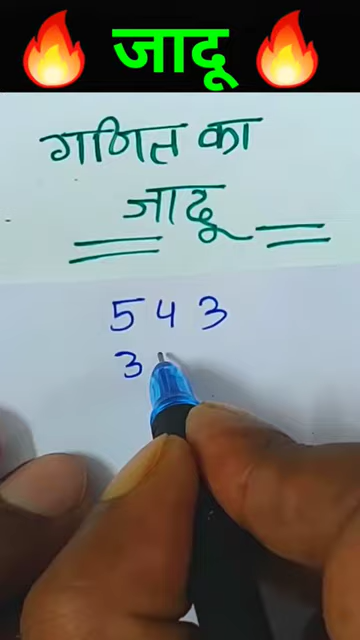 🔥 जादू 🔥
गणित का
जादू
543
3